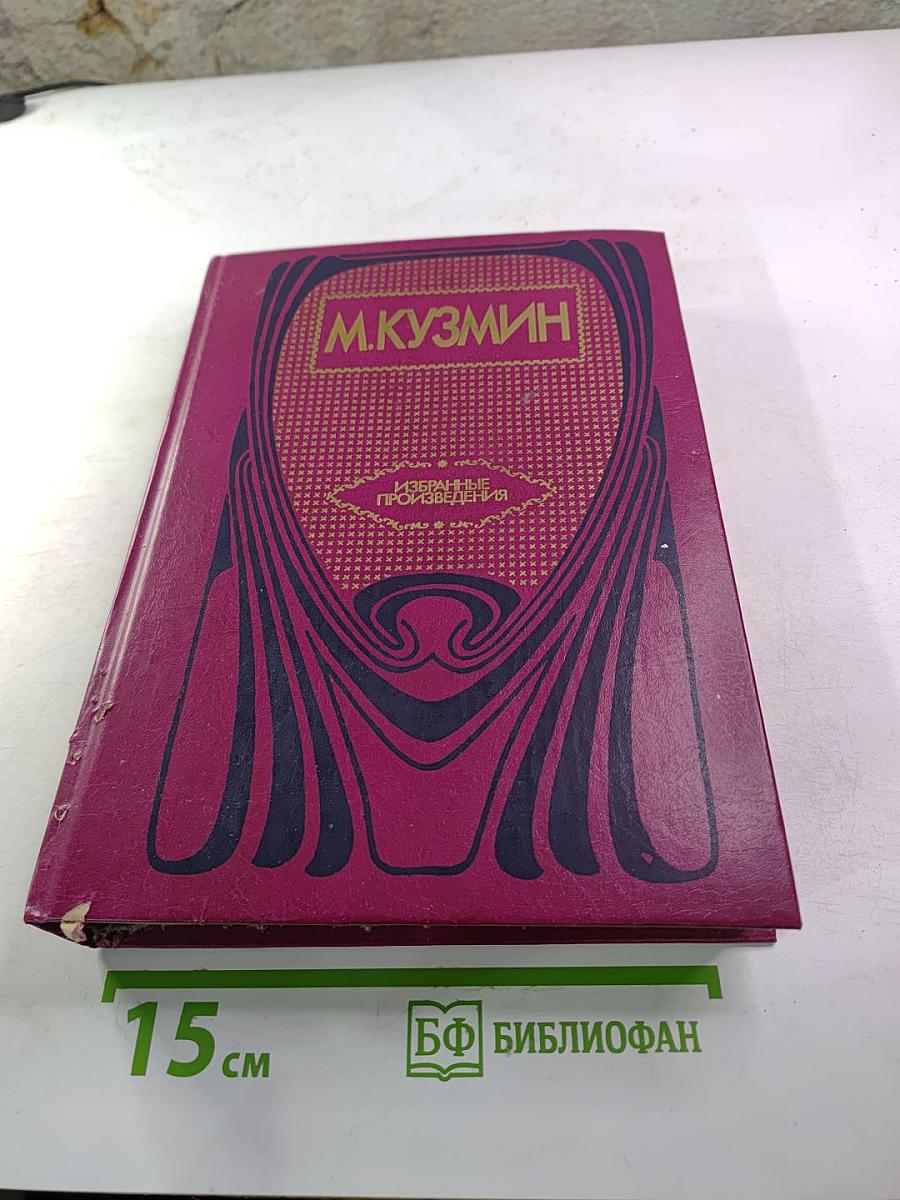 М.КУЗМИН
ИЗБРАННЫЕ
ПРОИЗВЕДЕНИЯ
15 см
БФ БИБЛИОФАН